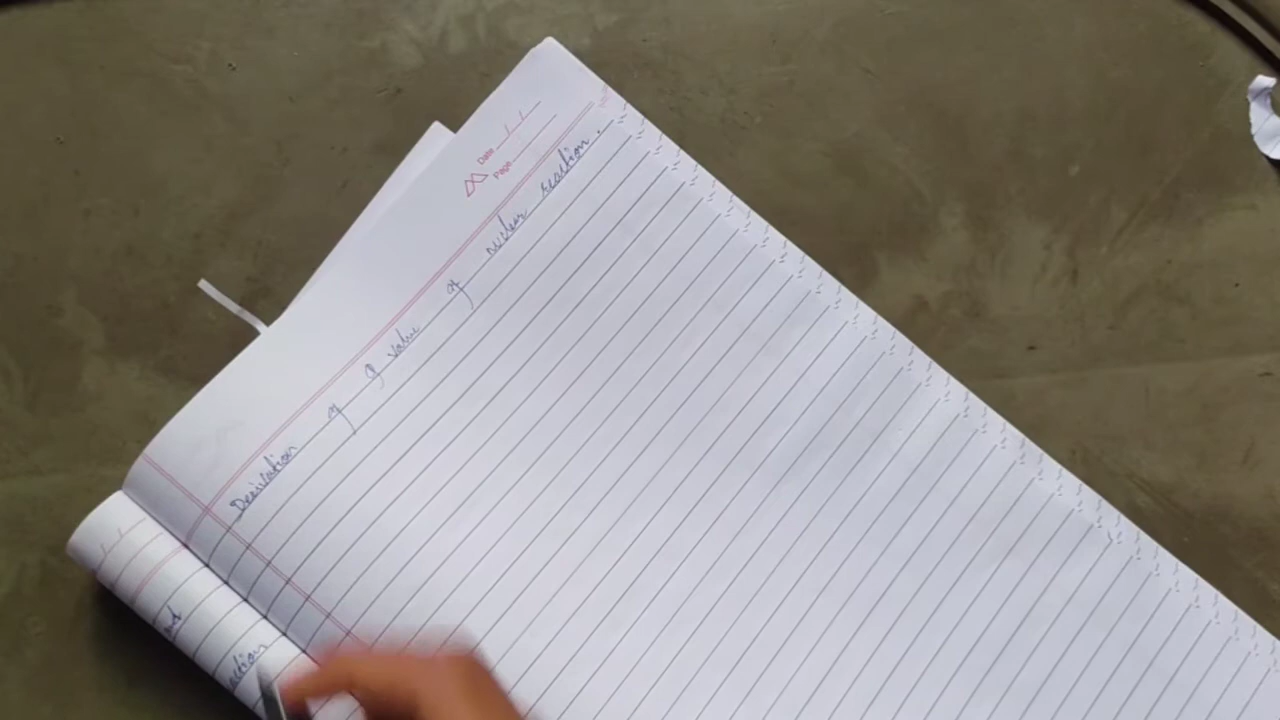 Date
Page
Derivation of q value of nuclear reaction.